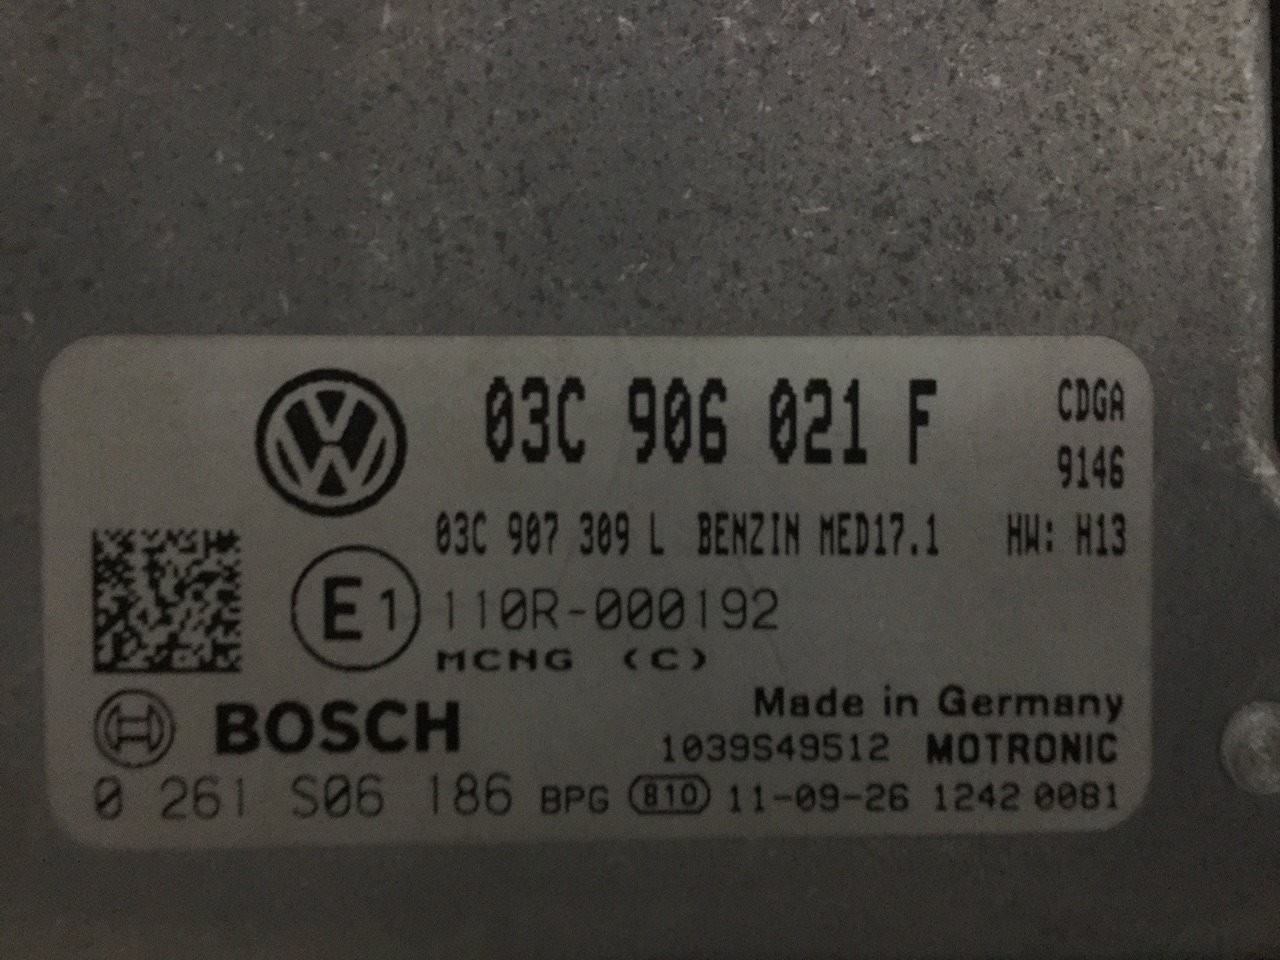 03C 906 021 F CDGA
9146
03C 907 309 L BENZIN MED17.1 HW: H13
E1 110R-000192
MCNG (C)
Made in Germany
BOSCH 1039S49512 MOTRONIC
0 261 S06 186 BPG 810 11-09-26 1242 0081